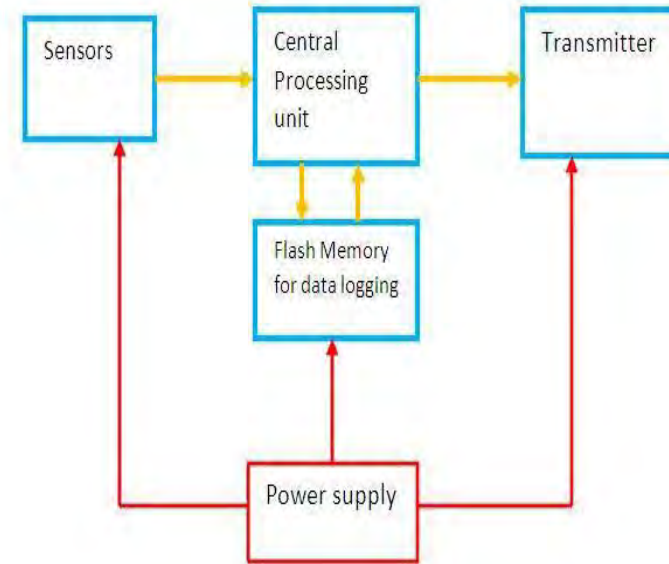 Sensors
Central
Processing
unit
Transmitter
Flash Memory
for data logging
Power supply